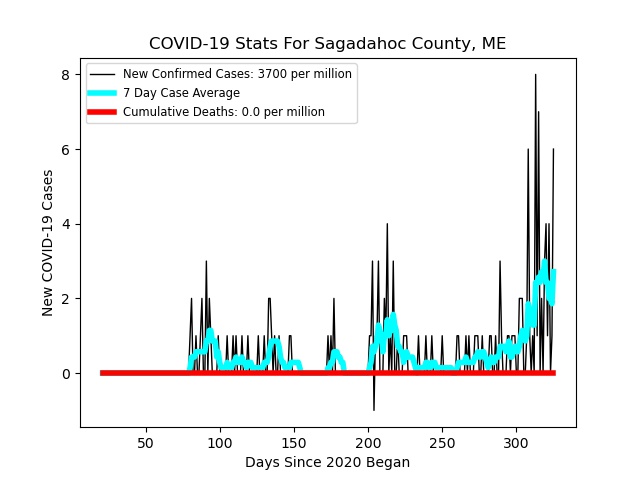 COVID-19 Stats For Sagadahoc County, ME
New Confirmed Cases: 3700 per million
7 Day Case Average
Cumulative Deaths: 0.0 per million
New COVID-19 Cases
8
6
4
2
0
50 100 150 200 250 300
Days Since 2020 Began